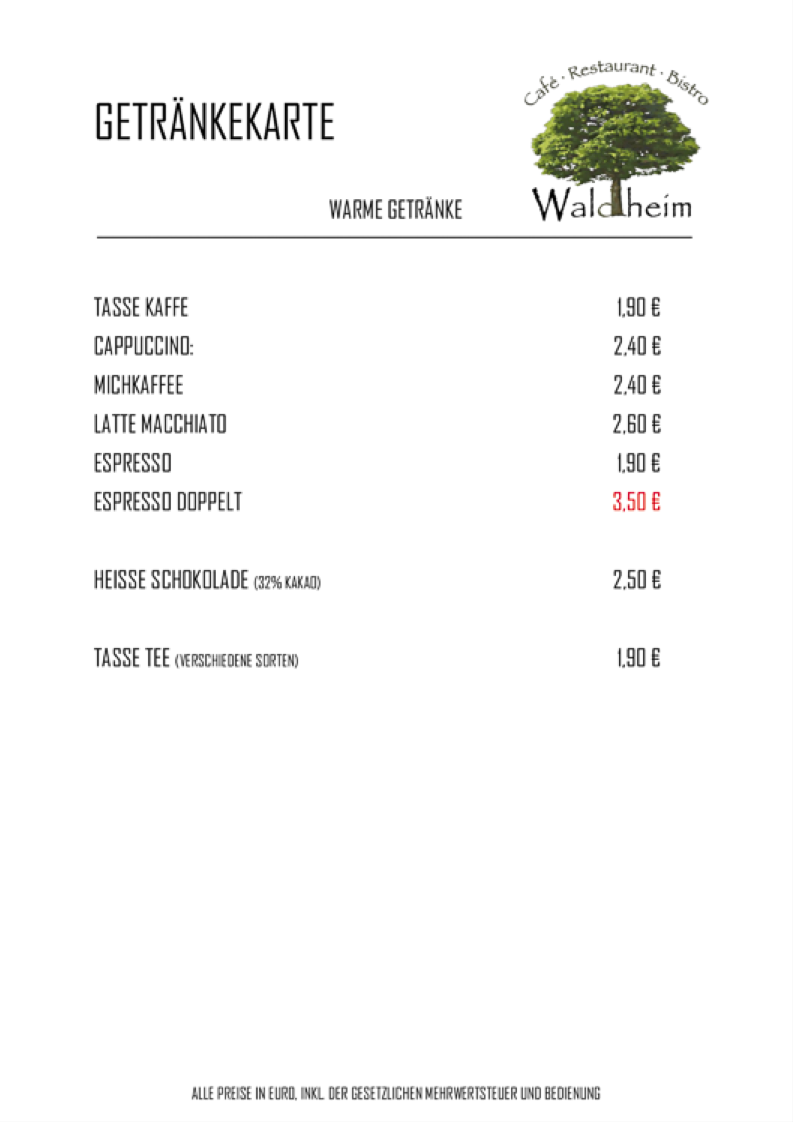 Café · Restaurant · Bistro
GETRÄNKEKARTE
Waldheim
WARME GETRÄNKE
TASSE KAFFE 1,90 €
CAPPUCCINO: 2,40 €
MICHKAFFEE 2,40 €
LATTE MACCHIATO 2,60 €
ESPRESSO 1,90 €
ESPRESSO DOPPELT 3,50 €
HEISSE SCHOKOLADE (32% KAKAO) 2,50 €
TASSE TEE (VERSCHIEDENE SORTEN) 1,90 €
ALLE PREISE IN EURO, INKL. DER GESETZLICHEN MEHRWERTSTEUER UND BEDIENUNG